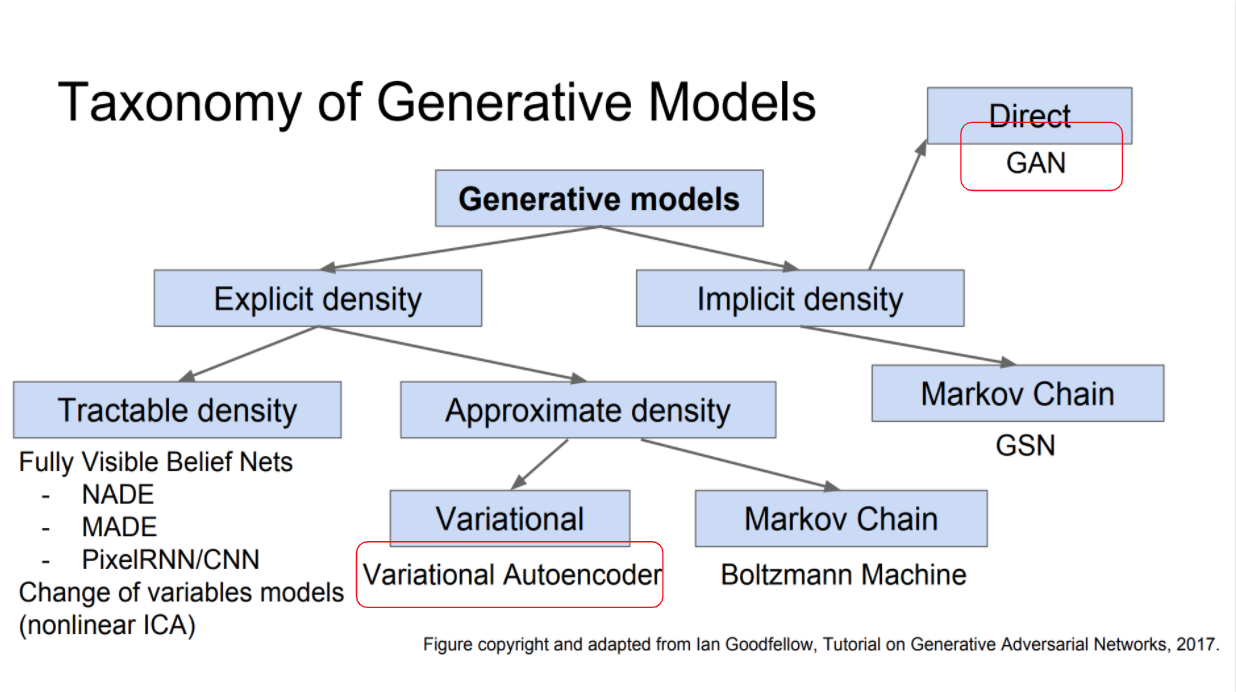 Taxonomy of Generative Models
Direct
GAN
Generative models
Explicit density
Implicit density
Tractable density
Approximate density
Markov Chain
GSN
Fully Visible Belief Nets
- NADE
- MADE
- PixelRNN/CNN
Change of variables models
(nonlinear ICA)
Variational
Markov Chain
Variational Autoencoder
Boltzmann Machine
Figure copyright and adapted from Ian Goodfellow, Tutorial on Generative Adversarial Networks, 2017.